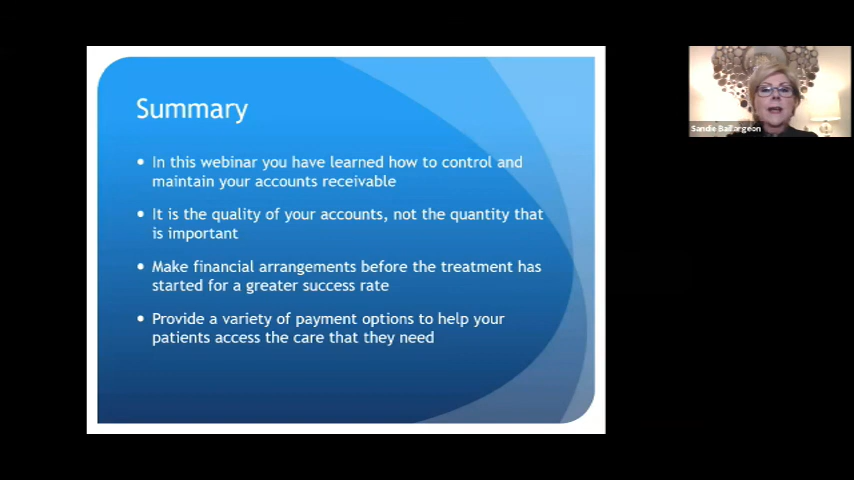 Summary
• In this webinar you have learned how to control and
maintain your accounts receivable
• It is the quality of your accounts, not the quantity that
is important
• Make financial arrangements before the treatment has
started for a greater success rate
• Provide a variety of payment options to help your
patients access the care that they need
Sandie Baillargeon